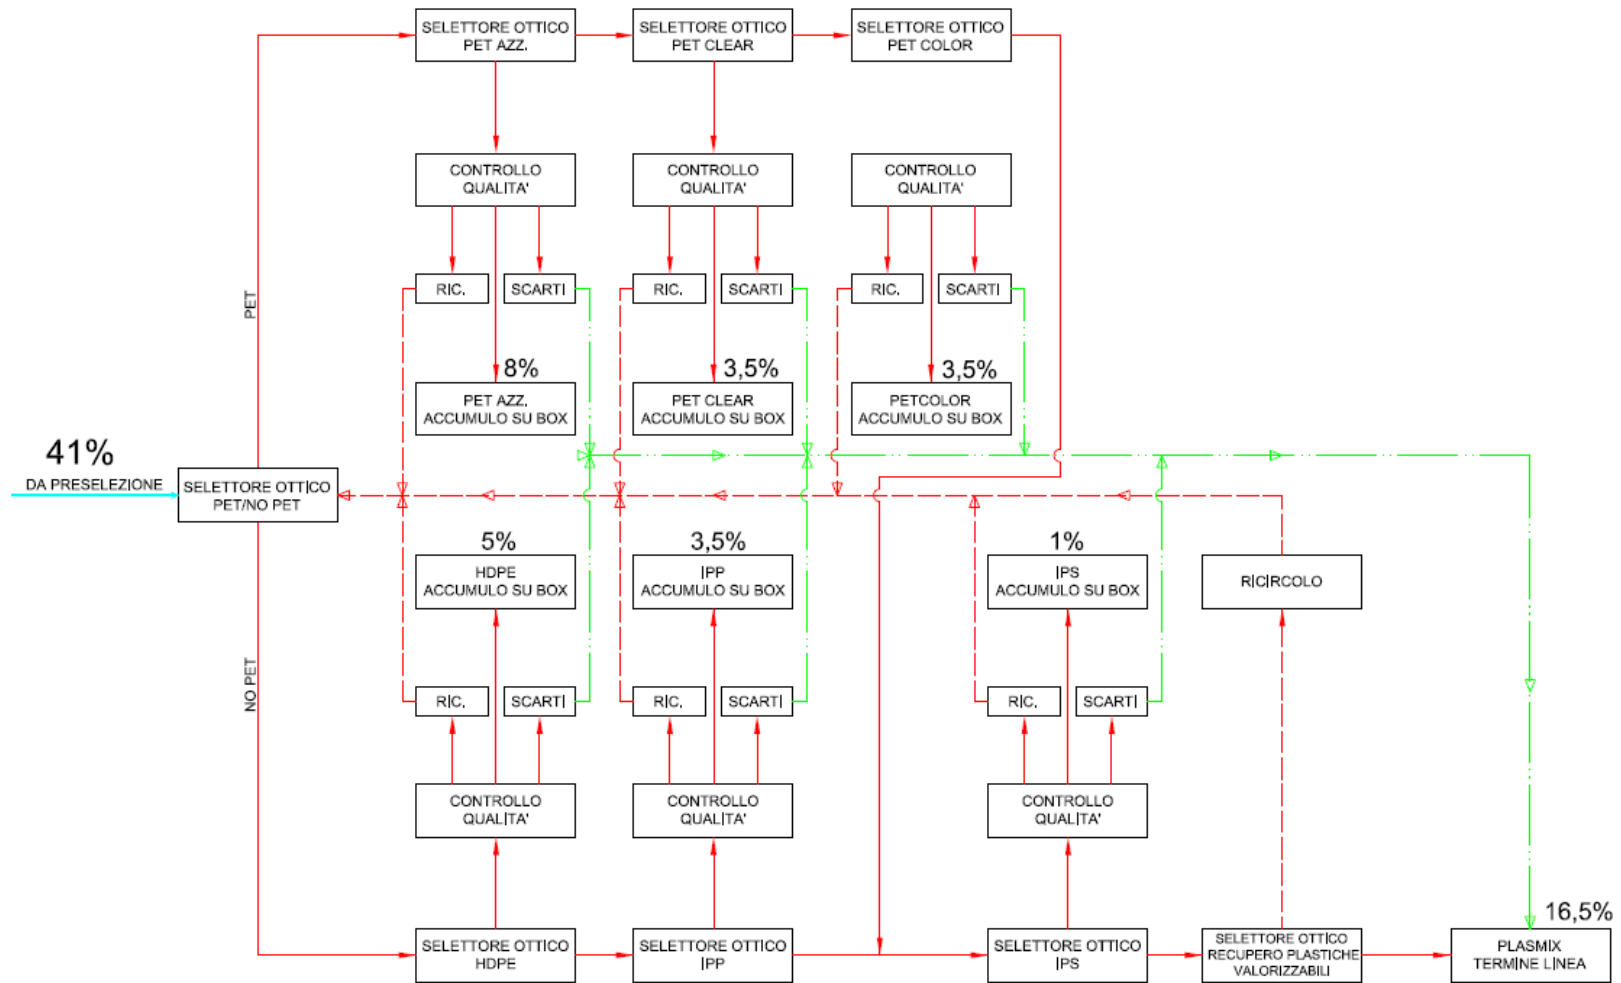 SELETTORE OTTICO
PET AZZ.
SELETTORE OTTICO
PET CLEAR
SELETTORE OTTICO
PET COLOR
CONTROLLO
QUALITA'
CONTROLLO
QUALITA'
CONTROLLO
QUALITA'
RIC.
SCARTI
RIC.
SCARTI
RIC.
SCARTI
PET
8%
3,5%
3,5%
PET AZZ.
ACCUMULO SU BOX
PET CLEAR
ACCUMULO SU BOX
PETCOLOR
ACCUMULO SU BOX
41%
DA PRESELEZIONE
SELETTORE OTTICO
PET/NO PET
5%
3,5%
1%
HDPE
ACCUMULO SU BOX
IPP
ACCUMULO SU BOX
IPS
ACCUMULO SU BOX
RICIRCOLO
NO PET
RIC.
SCARTI
RIC.
SCARTI
RIC.
SCARTI
CONTROLLO
QUALITA'
CONTROLLO
QUALITA'
CONTROLLO
QUALITA'
16,5%
SELETTORE OTTICO
HDPE
SELETTORE OTTICO
IPP
SELETTORE OTTICO
IPS
SELETTORE OTTICO
RECUPERO PLASTICHE
VALORIZZABILI
PLASMIX
TERMINE LINEA